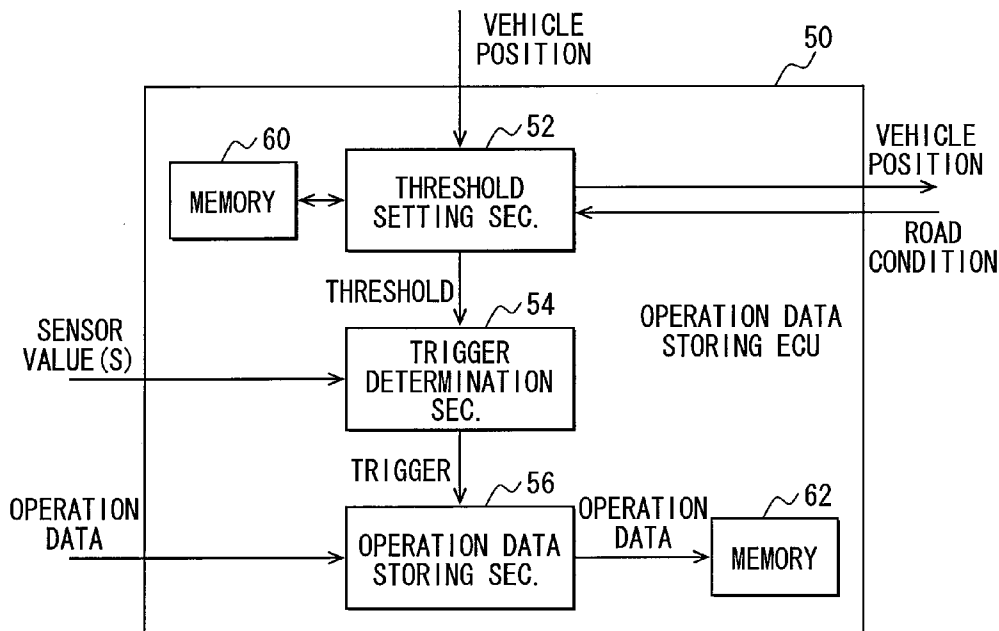 VEHICLE
POSITION
50
60
52
VEHICLE
POSITION
MEMORY
THRESHOLD
SETTING SEC.
ROAD
CONDITION
THRESHOLD
54
OPERATION DATA
STORING ECU
SENSOR
VALUE(S)
TRIGGER
DETERMINATION
SEC.
TRIGGER
56
OPERATION
DATA
62
OPERATION
DATA
OPERATION DATA
STORING SEC.
MEMORY